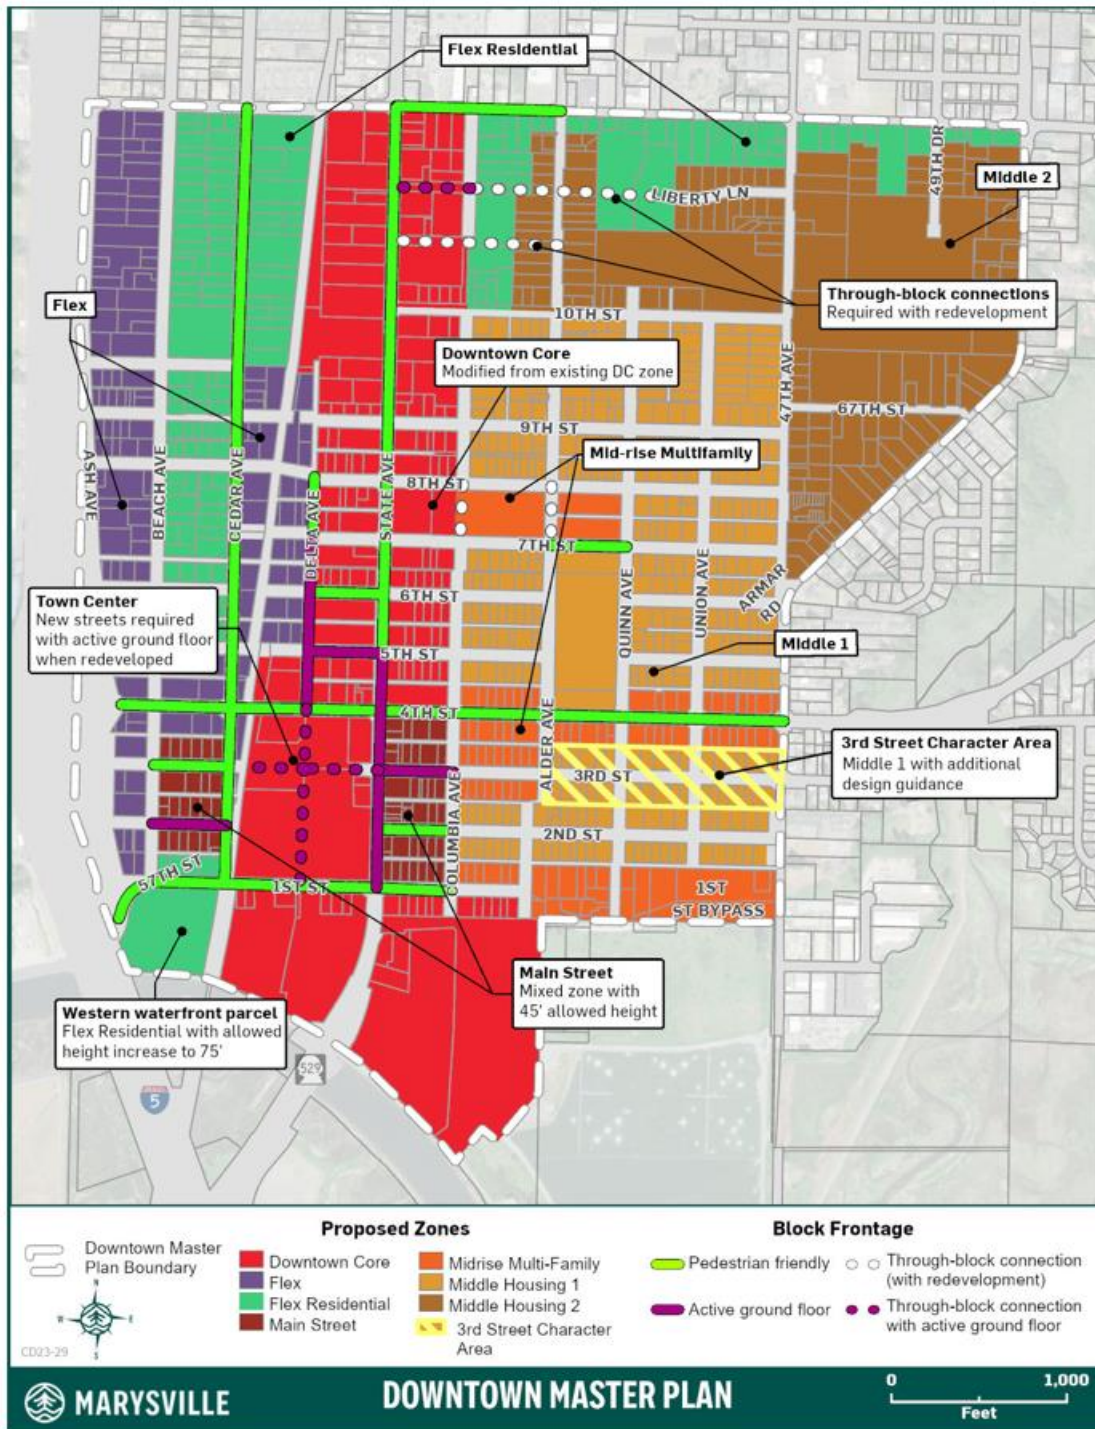 Flex Residential
49TH DR
Middle 2
LIBERTY LN
Through-block connections
Required with redevelopment
Flex
10TH ST
Downtown Core
Modified from existing DC zone
47TH AVE
67TH ST
9TH ST
Mid-rise Multifamily
ASH AVE
BEACH AVE
CEDAR AVE
STATE AVE
8TH ST
DELTA AVE
7TH ST
Town Center
New streets required
with active ground floor
when redeveloped
6TH ST
QUINN AVE
UNION AVE
ARMAR
RD
5TH ST
Middle 1
4TH ST
ALDER AVE
3rd Street Character Area
Middle 1 with additional
design guidance
3RD ST
COLUMBIA AVE
2ND ST
57TH ST
1ST ST
1ST
ST BYPASS
Main Street
Mixed zone with
45' allowed height
Western waterfront parcel
Flex Residential with allowed
height increase to 75'
529
5
Proposed Zones
Block Frontage
Downtown Master
Plan Boundary
Downtown Core
Flex
Flex Residential
Main Street
Midrise Multi-Family
Middle Housing 1
Middle Housing 2
3rd Street Character
Area
Pedestrian friendly
Active ground floor
Through-block connection
(with redevelopment)
Through-block connection
with active ground floor
N
W
E
S
CD23-29
MARYSVILLE
DOWNTOWN MASTER PLAN
0
1,000
Feet